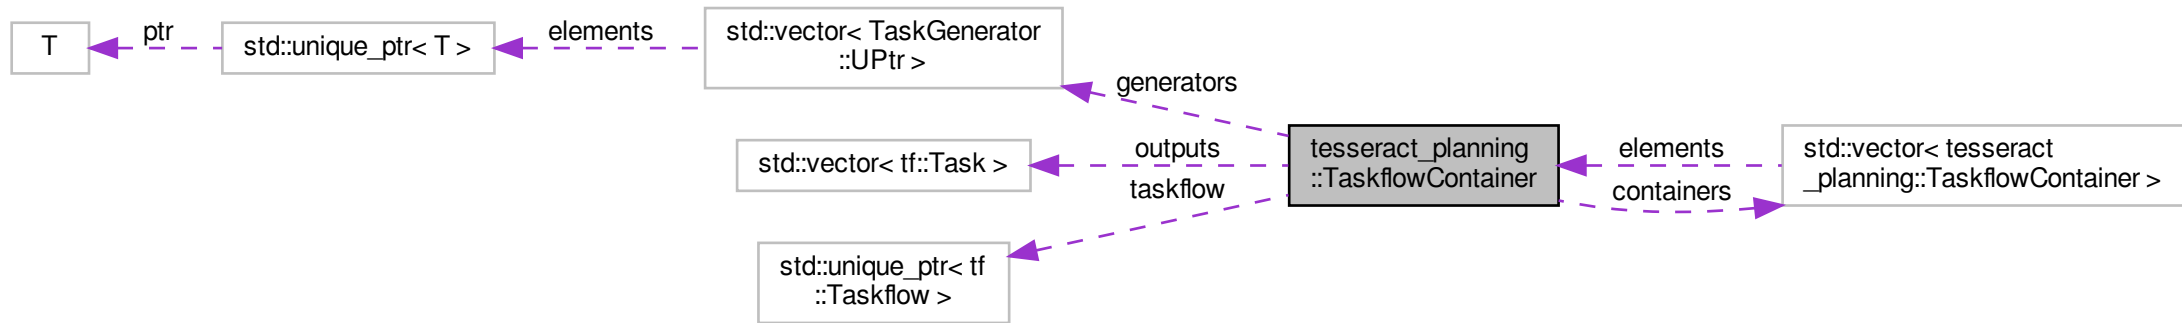 T
ptr
std::unique_ptr< T >
elements
std::vector< TaskGenerator
::UPtr >
generators
std::vector< tf::Task >
outputs
taskflow
std::unique_ptr< tf
::Taskflow >
tesseract_planning
::TaskflowContainer
elements
containers
std::vector< tesseract
_planning::TaskflowContainer >